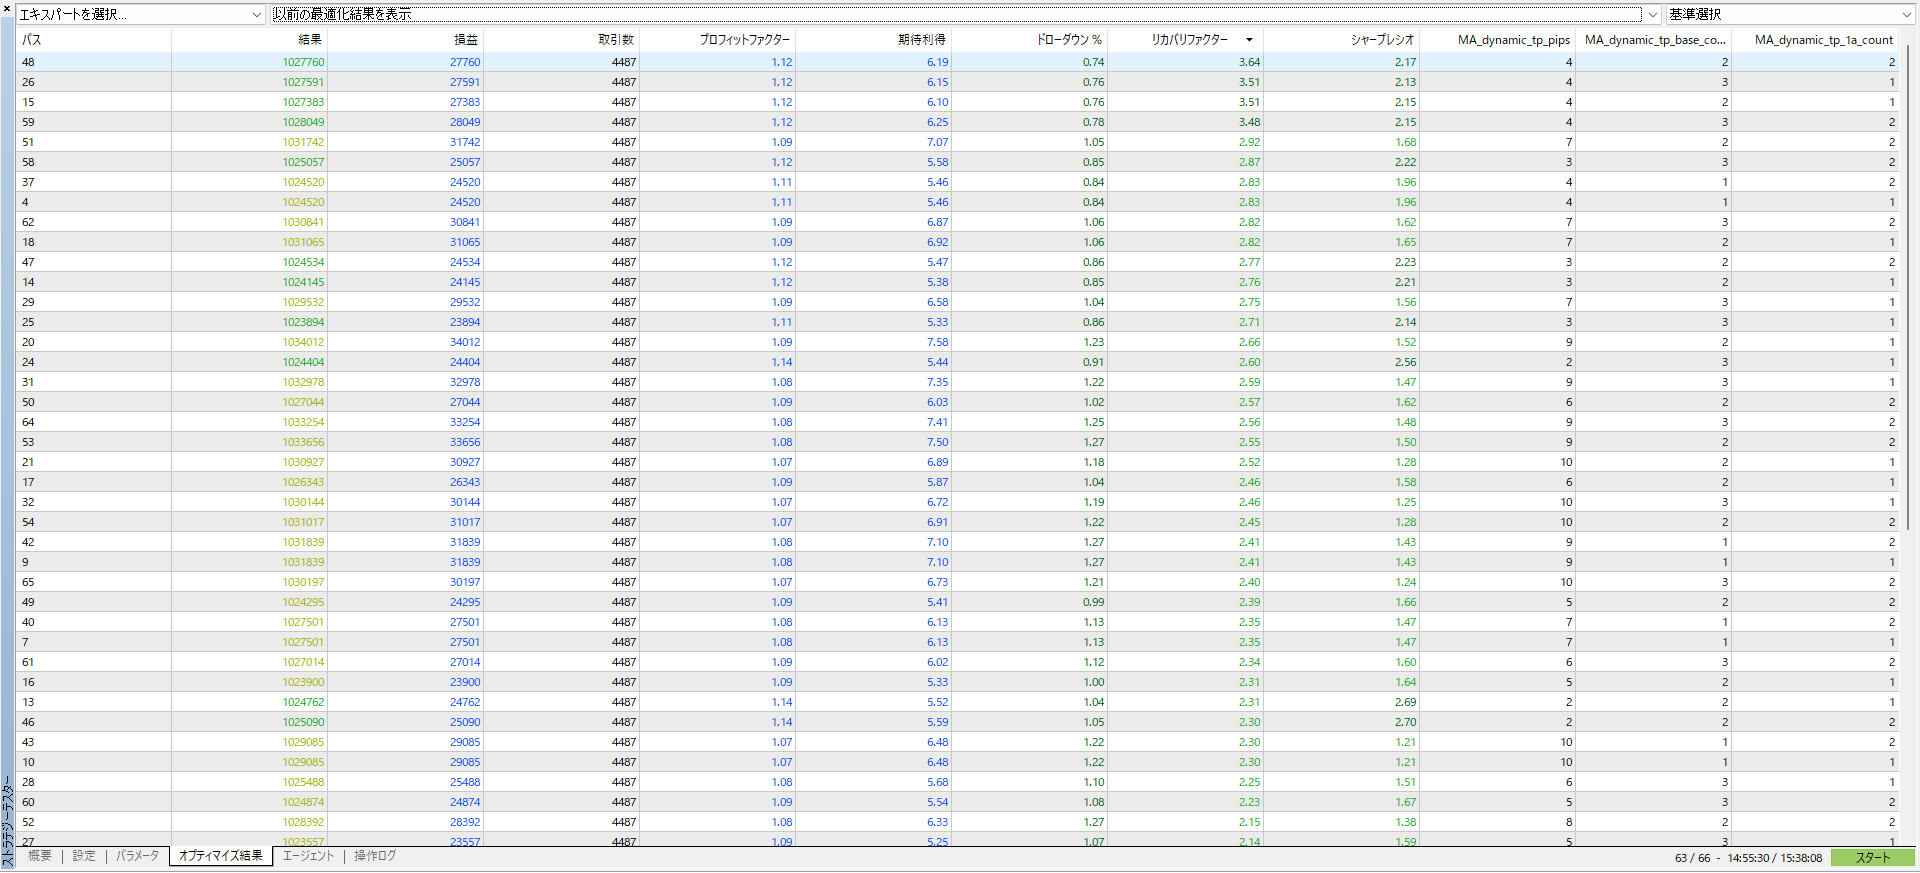 エキスパートを選択... 以前の最適化結果を表示 基準選択
パス 結果 損益 取引数 プロフィットファクター 期待利得 ドローダウン % リカバリファクター シャープレシオ MA_dynamic_tp_pips MA_dynamic_tp_base_co... MA_dynamic_tp_1a_count
48 1027760 27760 4487 1.12 6.19 0.74 3.64 2.17 4 2 2
26 1027591 27591 4487 1.12 6.15 0.76 3.51 2.13 4 3 1
15 1027383 27383 4487 1.12 6.10 0.76 3.51 2.15 4 2 1
59 1028049 28049 4487 1.12 6.25 0.78 3.48 2.15 4 3 2
51 1031742 31742 4487 1.09 7.07 1.05 2.92 1.68 7 2 2
58 1025057 25057 4487 1.12 5.58 0.85 2.87 2.22 3 3 2
37 1024520 24520 4487 1.11 5.46 0.84 2.83 1.96 4 1 2
4 1024520 24520 4487 1.11 5.46 0.84 2.83 1.96 4 1 1
62 1030841 30841 4487 1.09 6.87 1.06 2.82 1.62 7 3 2
18 1031065 31065 4487 1.09 6.92 1.06 2.82 1.65 7 2 1
47 1024534 24534 4487 1.12 5.47 0.86 2.77 2.23 3 2 2
14 1024145 24145 4487 1.12 5.38 0.85 2.76 2.21 3 2 1
29 1029532 29532 4487 1.09 6.58 1.04 2.75 1.56 7 3 1
25 1023894 23894 4487 1.11 5.33 0.86 2.71 2.14 3 3 1
20 1034012 34012 4487 1.09 7.58 1.23 2.66 1.52 9 2 1
24 1024404 24404 4487 1.14 5.44 0.91 2.60 2.56 2 3 1
31 1032978 32978 4487 1.08 7.35 1.22 2.59 1.47 9 3 1
50 1027044 27044 4487 1.09 6.03 1.02 2.57 1.62 6 2 2
64 1033254 33254 4487 1.08 7.41 1.25 2.56 1.48 9 3 2
53 1033656 33656 4487 1.08 7.50 1.27 2.55 1.50 9 2 2
21 1030927 30927 4487 1.07 6.89 1.18 2.52 1.28 10 2 1
17 1026343 26343 4487 1.09 5.87 1.04 2.46 1.58 6 2 1
32 1030144 30144 4487 1.07 6.72 1.19 2.46 1.25 10 3 1
54 1031017 31017 4487 1.07 6.91 1.22 2.45 1.28 10 2 2
42 1031839 31839 4487 1.08 7.10 1.27 2.41 1.43 9 1 2
9 1031839 31839 4487 1.08 7.10 1.27 2.41 1.43 9 1 1
65 1030197 30197 4487 1.07 6.73 1.21 2.40 1.24 10 3 2
49 1024295 24295 4487 1.09 5.41 0.99 2.39 1.66 5 2 2
40 1027501 27501 4487 1.08 6.13 1.13 2.35 1.47 7 1 2
7 1027501 27501 4487 1.08 6.13 1.13 2.35 1.47 7 1 1
61 1027014 27014 4487 1.09 6.02 1.12 2.34 1.60 6 3 2
16 1023900 23900 4487 1.09 5.33 1.00 2.31 1.64 5 2 1
13 1024762 24762 4487 1.14 5.52 1.04 2.31 2.69 2 2 1
46 1025090 25090 4487 1.14 5.59 1.05 2.30 2.70 2 2 2
43 1029085 29085 4487 1.07 6.48 1.22 2.30 1.21 10 1 2
10 1029085 29085 4487 1.07 6.48 1.22 2.30 1.21 10 1 1
28 1025488 25488 4487 1.08 5.68 1.10 2.25 1.51 6 3 1
60 1024874 24874 4487 1.09 5.54 1.08 2.23 1.67 5 3 2
52 1028392 28392 4487 1.08 6.33 1.27 2.15 1.38 8 2 2
27 1023557 23557 4487 1.09 5.25 1.07 2.14 1.59 5 3 1
概要 設定 パラメータ オプティマイズ結果 エージェント 操作ログ 63 / 66 - 14:55:30 / 15:38:08 スタート
ストラテジーテスター